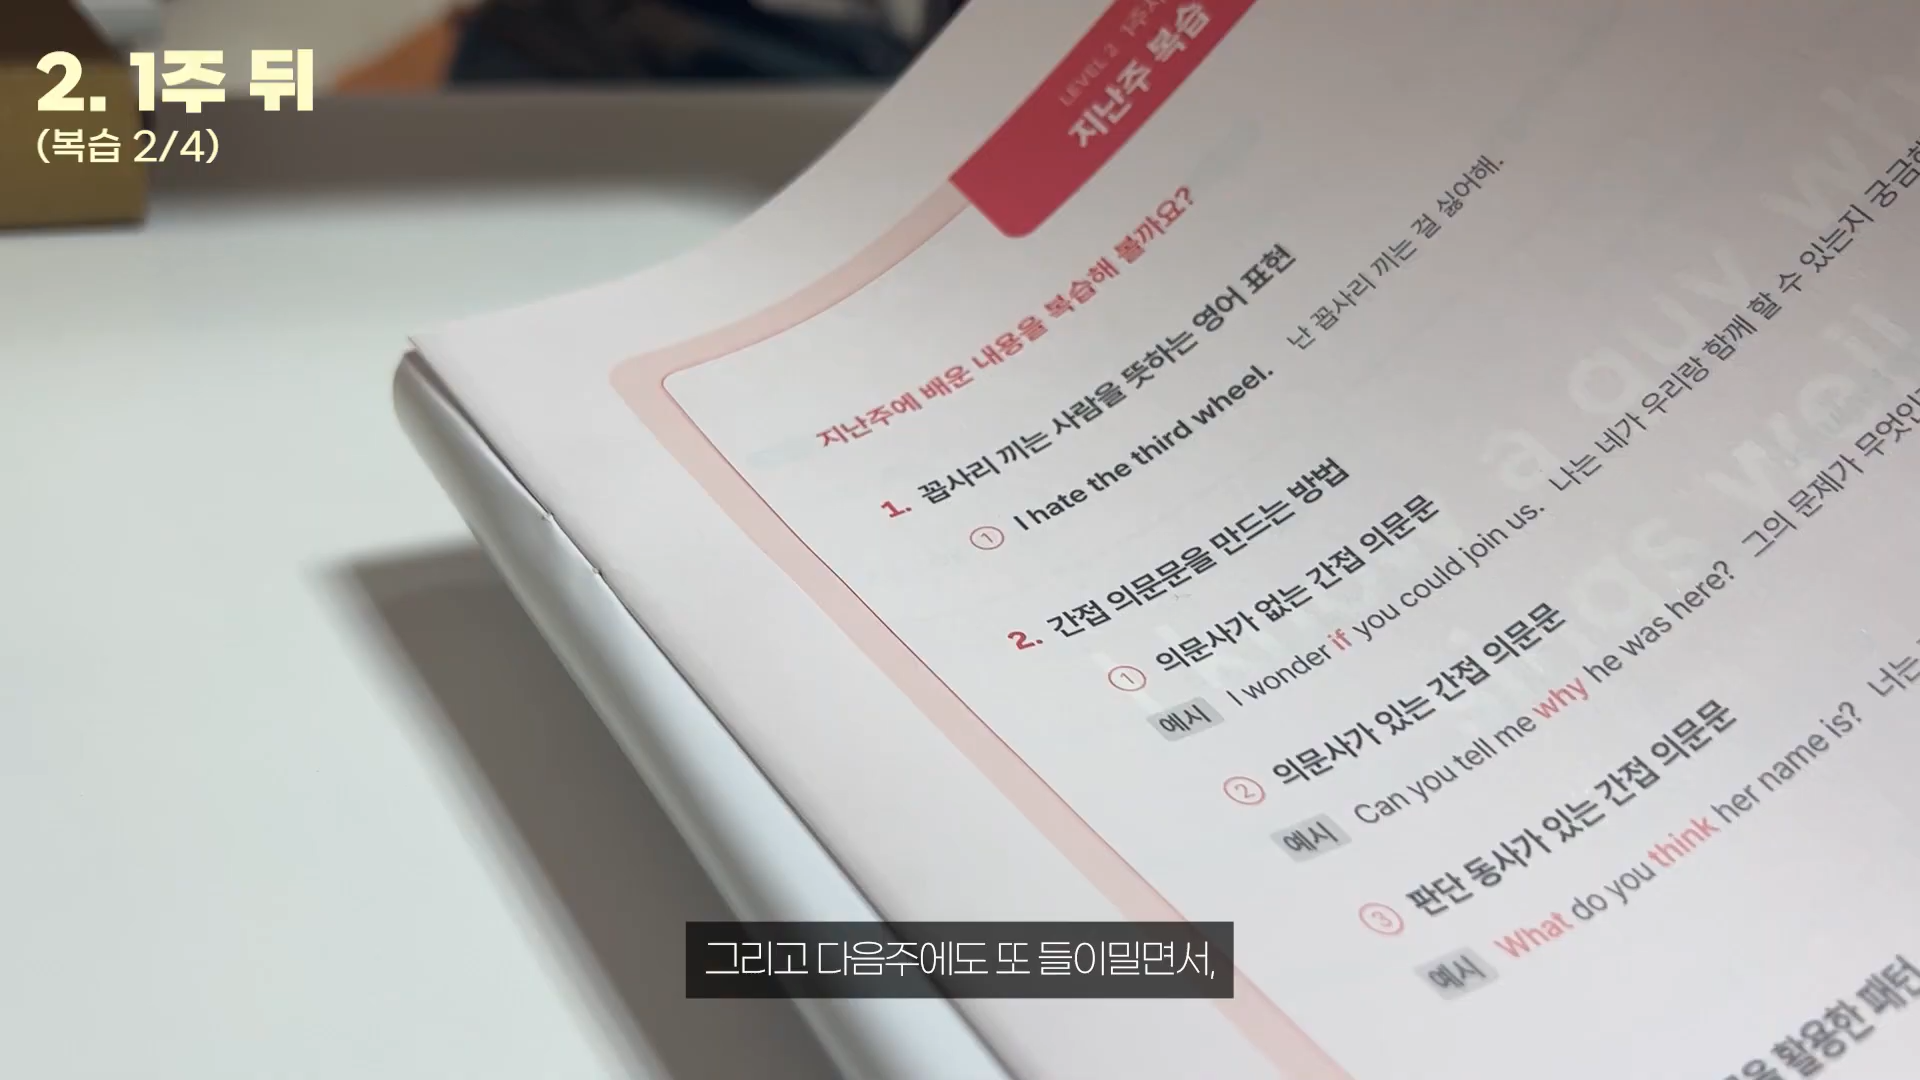 2. 1주 뒤
(복습 2/4)
LEVEL 2 1주차
지난주 복습
지난주에 배운 내용을 복습해 볼까요?
1. 꼽사리 끼는 사람을 뜻하는 영어 표현
① I hate the third wheel. 난 꼽사리 끼는 걸 싫어해.
2. 간접 의문문을 만드는 방법
① 의문사가 없는 간접 의문문
예시 I wonder if you could join us. 나는 네가 우리랑 함께 할 수 있는지 궁금해
② 의문사가 있는 간접 의문문
예시 Can you tell me why he was here? 그의 문제가 무엇인지
③ 판단 동사가 있는 간접 의문문
예시 What do you think her name is? 너는
활용한 패턴
그리고 다음주에도 또 들이밀면서,